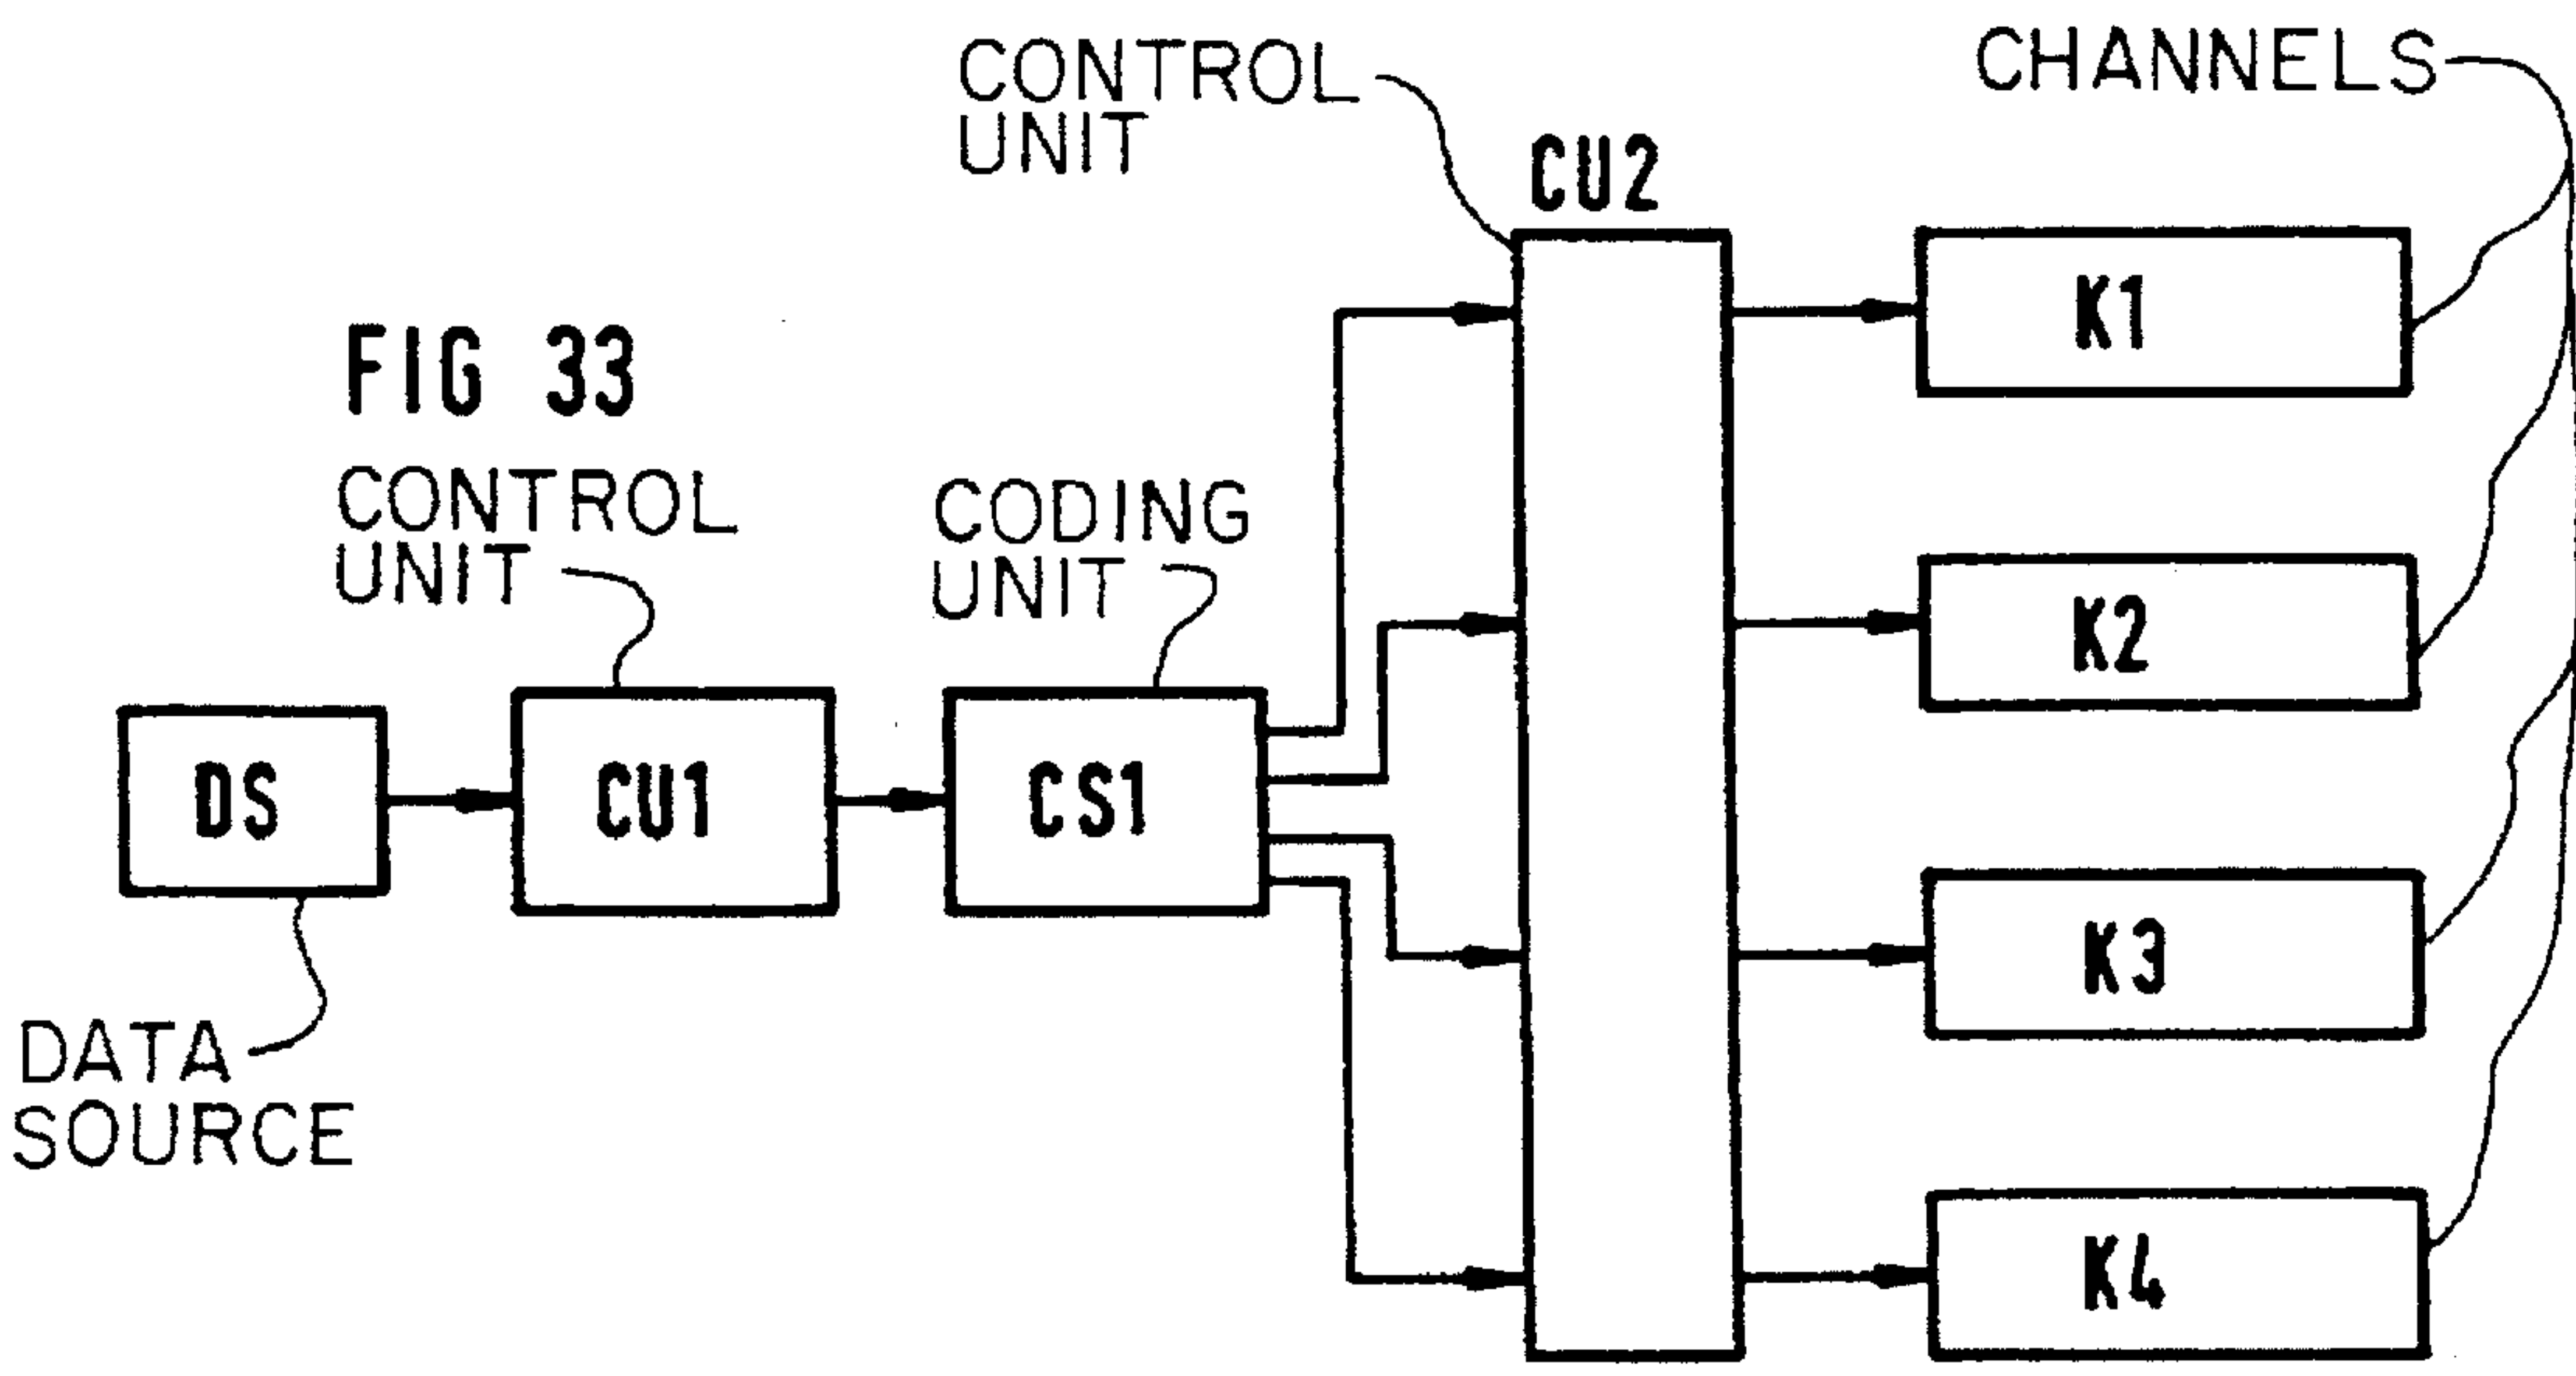 CONTROL
UNIT
CHANNELS
CU2
K1
FIG 33
CONTROL
UNIT
CODING
UNIT
K2
DS
CU1
CS1
K3
DATA
SOURCE
K4